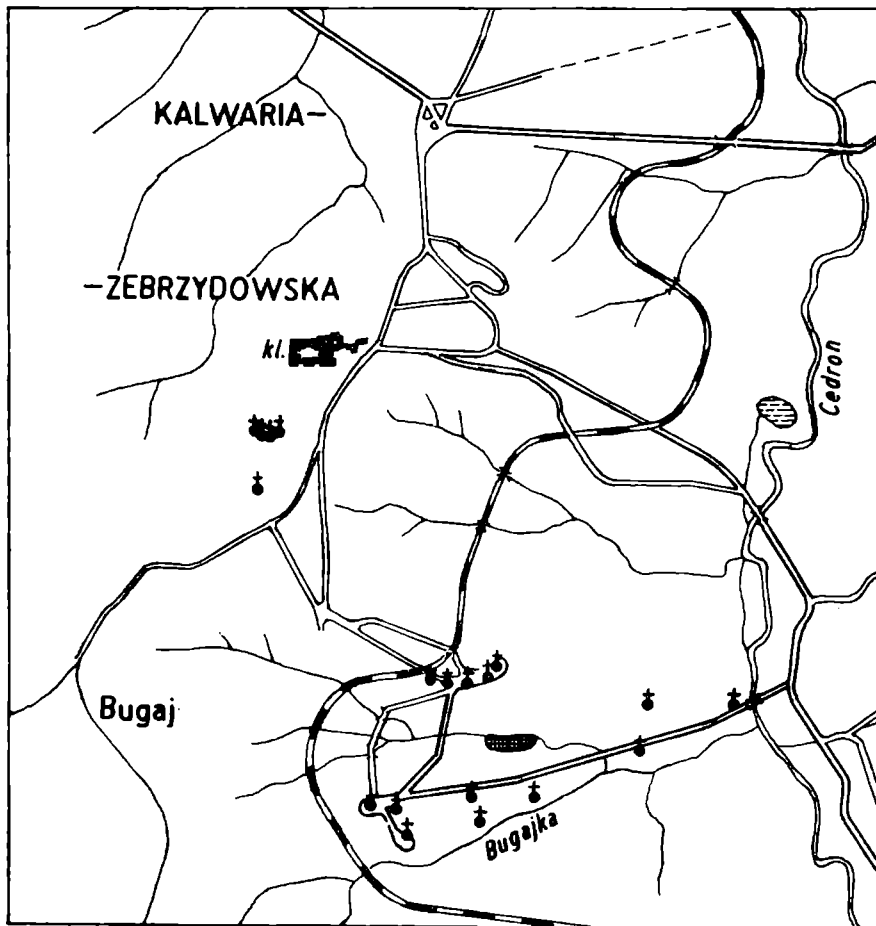 KALWARIA-
-ZEBRZYDOWSKA
kl.
Cedron
Bugaj
Bugajka